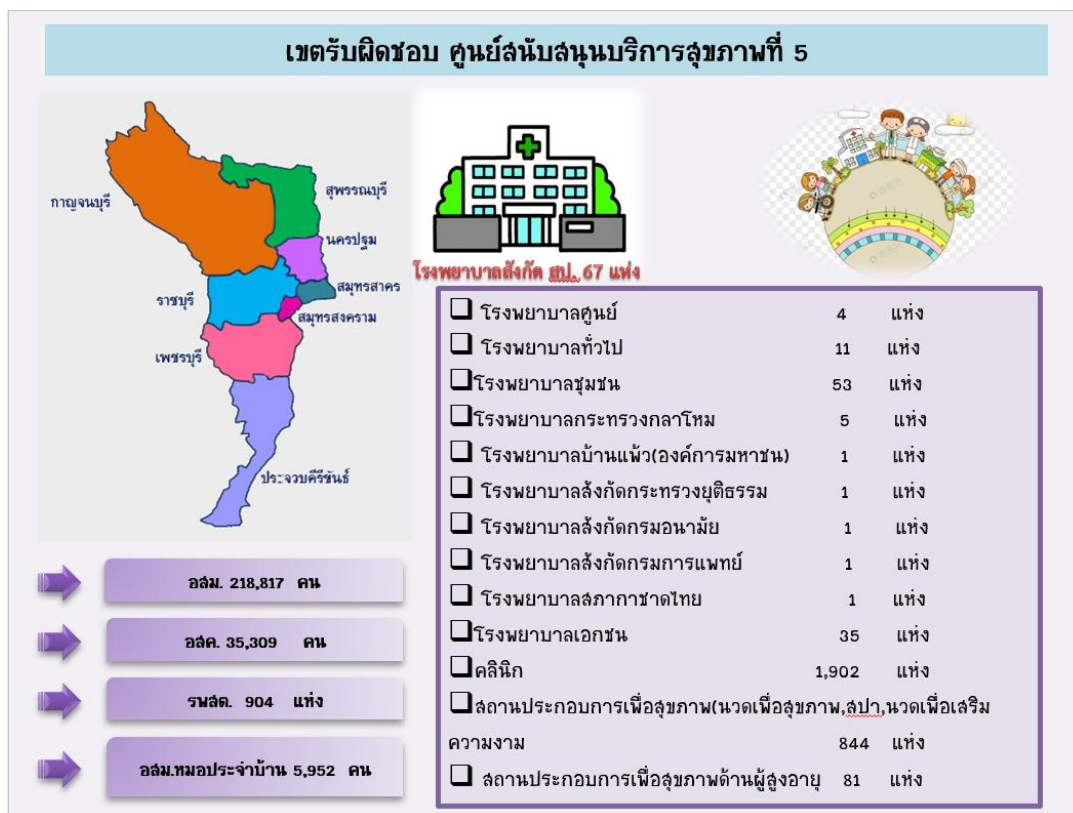 เขตรับผิดชอบ ศูนย์สนับสนุนบริการสุขภาพที่ 5
กาญจนบุรี
สุพรรณบุรี
นครปฐม
สมุทรสาคร
ราชบุรี
สมุทรสงคราม
เพชรบุรี
ประจวบคีรีขันธ์
โรงพยาบาลสังกัด สป. 67 แห่ง
โรงพยาบาลศูนย์ 4 แห่ง
โรงพยาบาลทั่วไป 11 แห่ง
โรงพยาบาลชุมชน 53 แห่ง
โรงพยาบาลกระทรวงกลาโหม 5 แห่ง
โรงพยาบาลบ้านแพ้ว(องค์การมหาชน) 1 แห่ง
โรงพยาบาลสังกัดกระทรวงยุติธรรม 1 แห่ง
โรงพยาบาลสังกัดกรมอนามัย 1 แห่ง
โรงพยาบาลสังกัดกรมการแพทย์ 1 แห่ง
โรงพยาบาลสภากาชาดไทย 1 แห่ง
โรงพยาบาลเอกชน 35 แห่ง
คลินิก 1,902 แห่ง
สถานประกอบการเพื่อสุขภาพ(นวดเพื่อสุขภาพ,สปา,นวดเพื่อเสริม
ความงาม 844 แห่ง
สถานประกอบการเพื่อสุขภาพด้านผู้สูงอายุ 81 แห่ง
อสม. 218,817 คน
อสค. 35,309 คน
รพสต. 904 แห่ง
อสม.หมอประจำบ้าน 5,952 คน